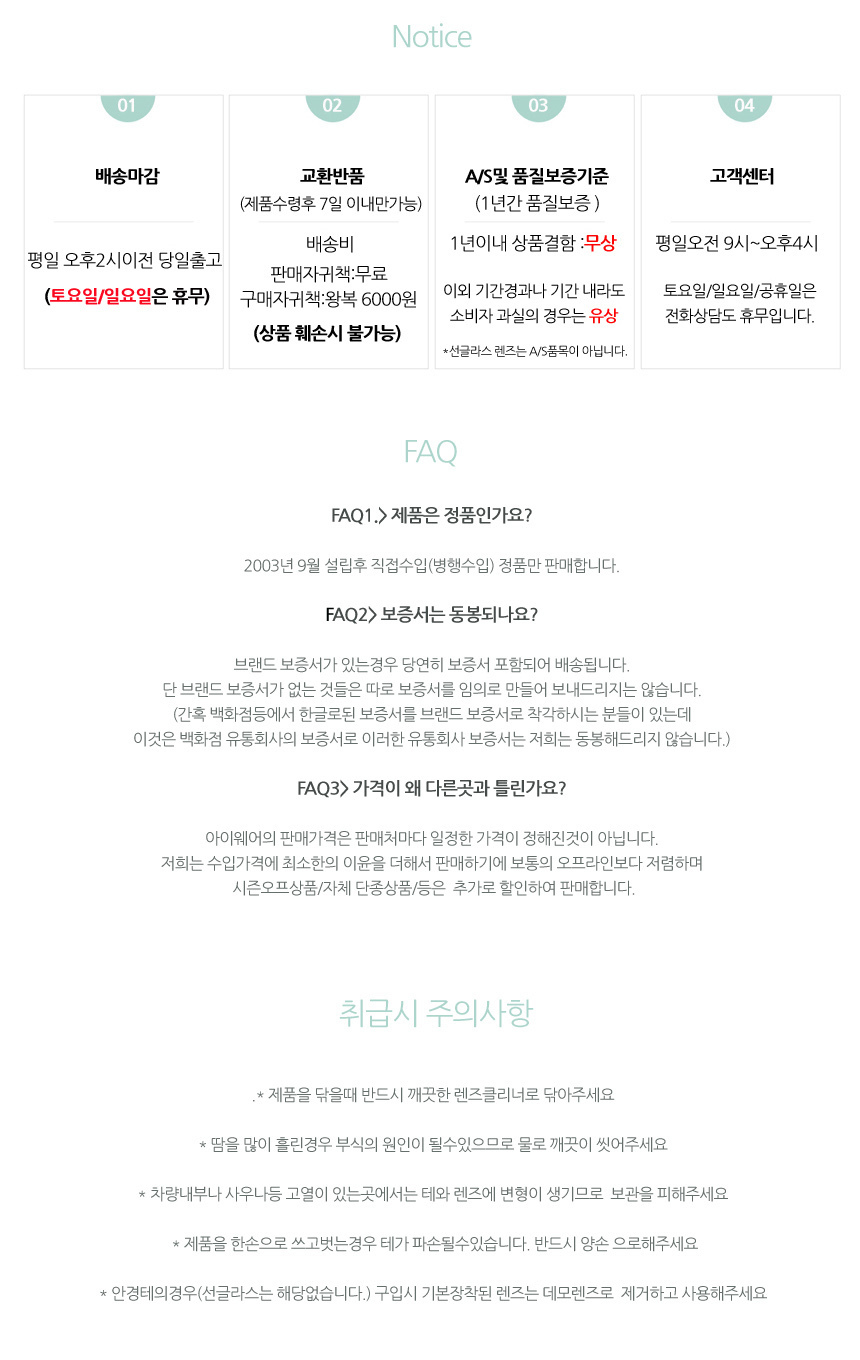 Notice
01
배송마감
평일 오후2시이전 당일출고
(토요일/일요일은 휴무)
02
교환반품
(제품수령후 7일 이내만가능)
배송비
판매자귀책:무료
구매자귀책:왕복 6000원
(상품 훼손시 불가능)
03
A/S및 품질보증기준
(1년간 품질보증 )
1년이내 상품결함 :무상
이외 기간경과나 기간 내라도
소비자 과실의 경우는 유상
*선글라스 렌즈는 A/S품목이 아닙니다.
04
고객센터
평일오전 9시~오후4시
토요일/일요일/공휴일은
전화상담도 휴무입니다.
FAQ
FAQ1.> 제품은 정품인가요?
2003년 9월 설립후 직접수입(병행수입) 정품만 판매합니다.
FAQ2> 보증서는 동봉되나요?
브랜드 보증서가 있는경우 당연히 보증서 포함되어 배송됩니다.
단 브랜드 보증서가 없는 것들은 따로 보증서를 임의로 만들어 보내드리지는 않습니다.
(간혹 백화점등에서 한글로된 보증서를 브랜드 보증서로 착각하시는 분들이 있는데
이것은 백화점 유통회사의 보증서로 이러한 유통회사 보증서는 저희는 동봉해드리지 않습니다.)
FAQ3> 가격이 왜 다른곳과 틀린가요?
아이웨어의 판매가격은 판매처마다 일정한 가격이 정해진것이 아닙니다.
저희는 수입가격에 최소한의 이윤을 더해서 판매하기에 보통의 오프라인보다 저렴하며
시즌오프상품/자체 단종상품/등은  추가로 할인하여 판매합니다.
취급시 주의사항
.* 제품을 닦을때 반드시 깨끗한 렌즈클리너로 닦아주세요
* 땀을 많이 흘린경우 부식의 원인이 될수있으므로 물로 깨끗이 씻어주세요
* 차량내부나 사우나등 고열이 있는곳에서는 테와 렌즈에 변형이 생기므로  보관을 피해주세요
* 제품을 한손으로 쓰고벗는경우 테가 파손될수있습니다. 반드시 양손 으로해주세요
* 안경테의경우(선글라스는 해당없습니다.) 구입시 기본장착된 렌즈는 데모렌즈로  제거하고 사용해주세요